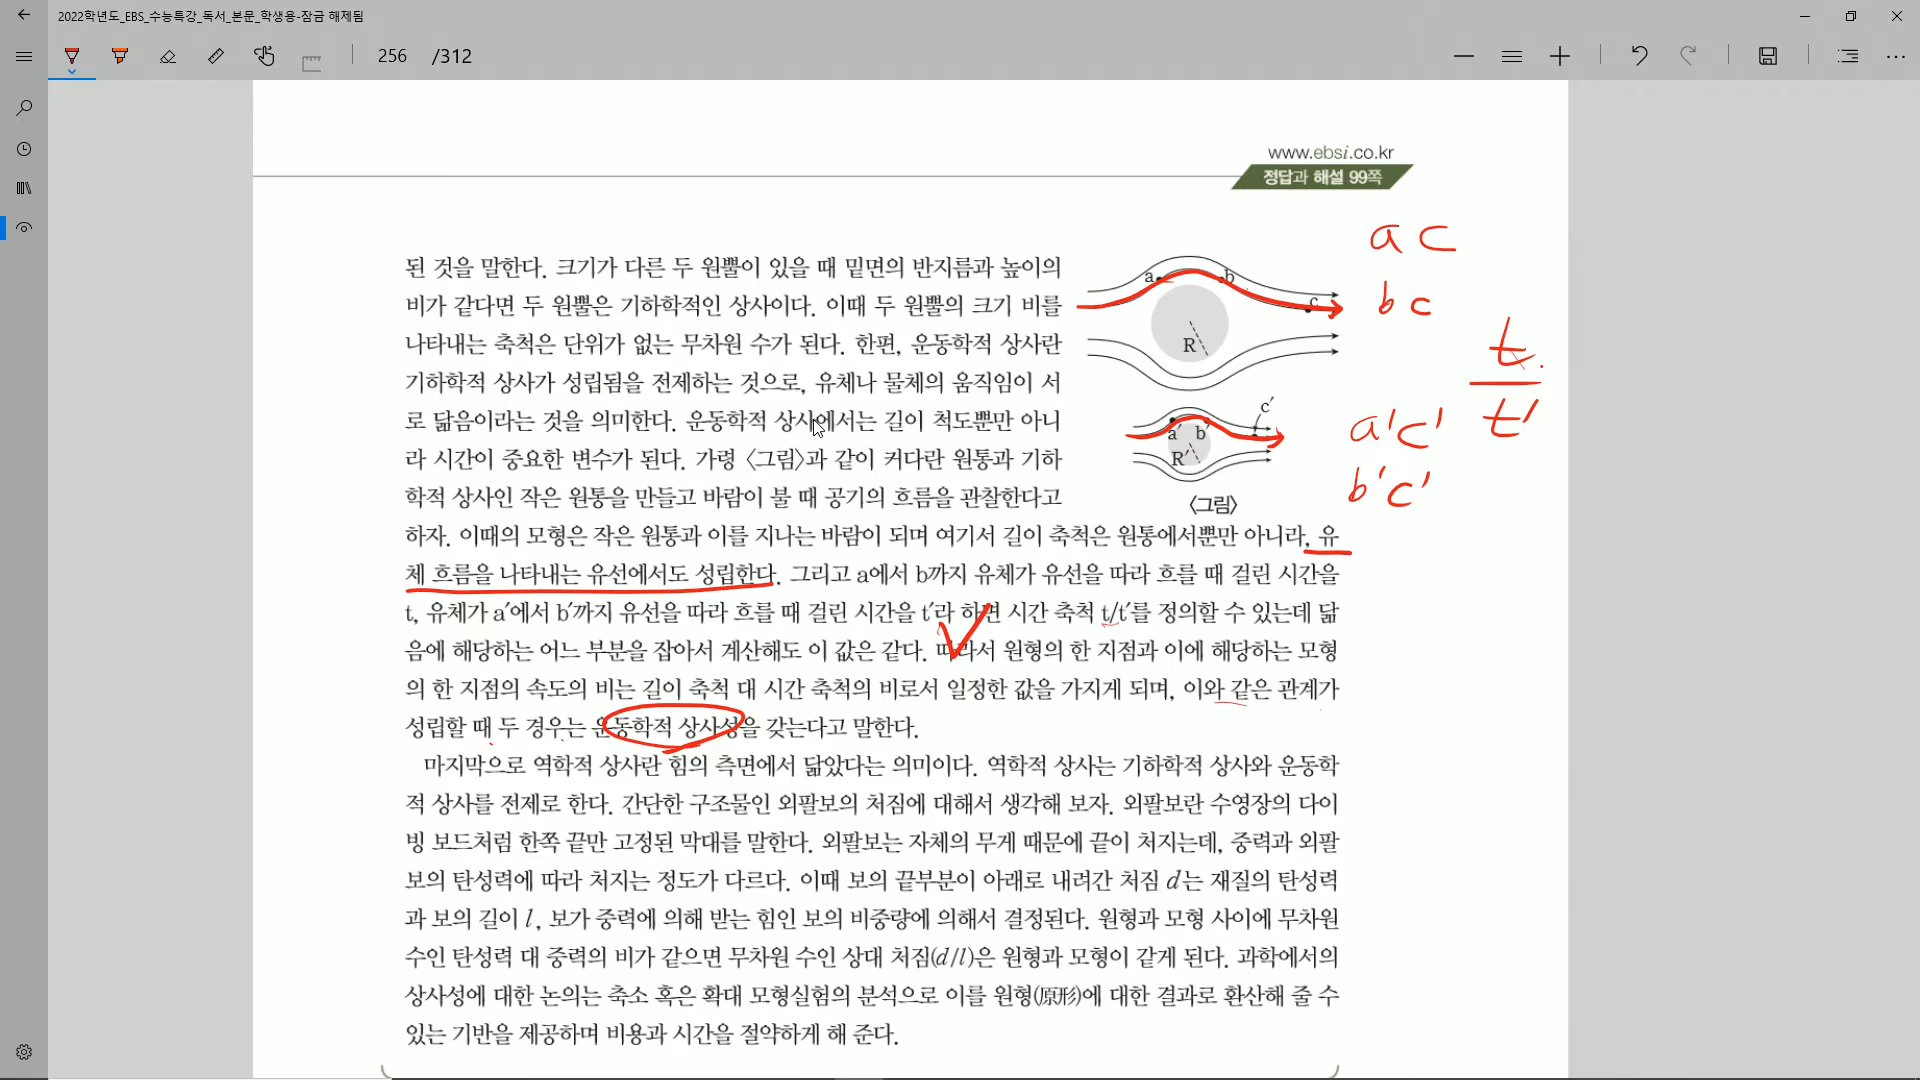 2022학년도_EBS_수능특강_독서_본문_학생용-잠금 해제됨
256 /312
www.ebsi.co.kr
정답과 해설 99쪽
된 것을 말한다. 크기가 다른 두 원뿔이 있을 때 밑면의 반지름과 높이의
비가 같다면 두 원뿔은 기하학적인 상사이다. 이때 두 원뿔의 크기 비를
나타내는 축척은 단위가 없는 무차원 수가 된다. 한편, 운동학적 상사란
기하학적 상사가 성립됨을 전제하는 것으로, 유체나 물체의 움직임이 서
로 닮음이라는 것을 의미한다. 운동학적 상사에서는 길이 척도뿐만 아니
라 시간이 중요한 변수가 된다. 가령 〈그림〉과 같이 커다란 원통과 기하
학적 상사인 작은 원통을 만들고 바람이 불 때 공기의 흐름을 관찰한다고
하자. 이때의 모형은 작은 원통과 이를 지나는 바람이 되며 여기서 길이 축척은 원통에서뿐만 아니라, 유
체 흐름을 나타내는 유선에서도 성립한다. 그리고 a에서 b까지 유체가 유선을 따라 흐를 때 걸린 시간을
t, 유체가 a′에서 b′까지 유선을 따라 흐를 때 걸린 시간을 t′라 하면 시간 축척 t/t′를 정의할 수 있는데 닮
음에 해당하는 어느 부분을 잡아서 계산해도 이 값은 같다. 따라서 원형의 한 지점과 이에 해당하는 모형
의 한 지점의 속도의 비는 길이 축척 대 시간 축척의 비로서 일정한 값을 가지게 되며, 이와 같은 관계가
성립할 때 두 경우는 운동학적 상사성을 갖는다고 말한다.
마지막으로 역학적 상사란 힘의 측면에서 닮았다는 의미이다. 역학적 상사는 기하학적 상사와 운동학
적 상사를 전제로 한다. 간단한 구조물인 외팔보의 처짐에 대해서 생각해 보자. 외팔보란 수영장의 다이
빙 보드처럼 한쪽 끝만 고정된 막대를 말한다. 외팔보는 자체의 무게 때문에 끝이 처지는데, 중력과 외팔
보의 탄성력에 따라 처지는 정도가 다르다. 이때 보의 끝부분이 아래로 내려간 처짐 d는 재질의 탄성력
과 보의 길이 l, 보가 중력에 의해 받는 힘인 보의 비중량에 의해서 결정된다. 원형과 모형 사이에 무차원
수인 탄성력 대 중력의 비가 같으면 무차원 수인 상대 처짐(d/l)은 원형과 모형이 같게 된다. 과학에서의
상사성에 대한 논의는 축소 혹은 확대 모형실험의 분석으로 이를 원형(原形)에 대한 결과로 환산해 줄 수
있는 기반을 제공하며 비용과 시간을 절약하게 해 준다.
a
b
c
R
a′
b′
c′
R′
〈그림〉
a c
b c
t
t'
a'c'
b'c'